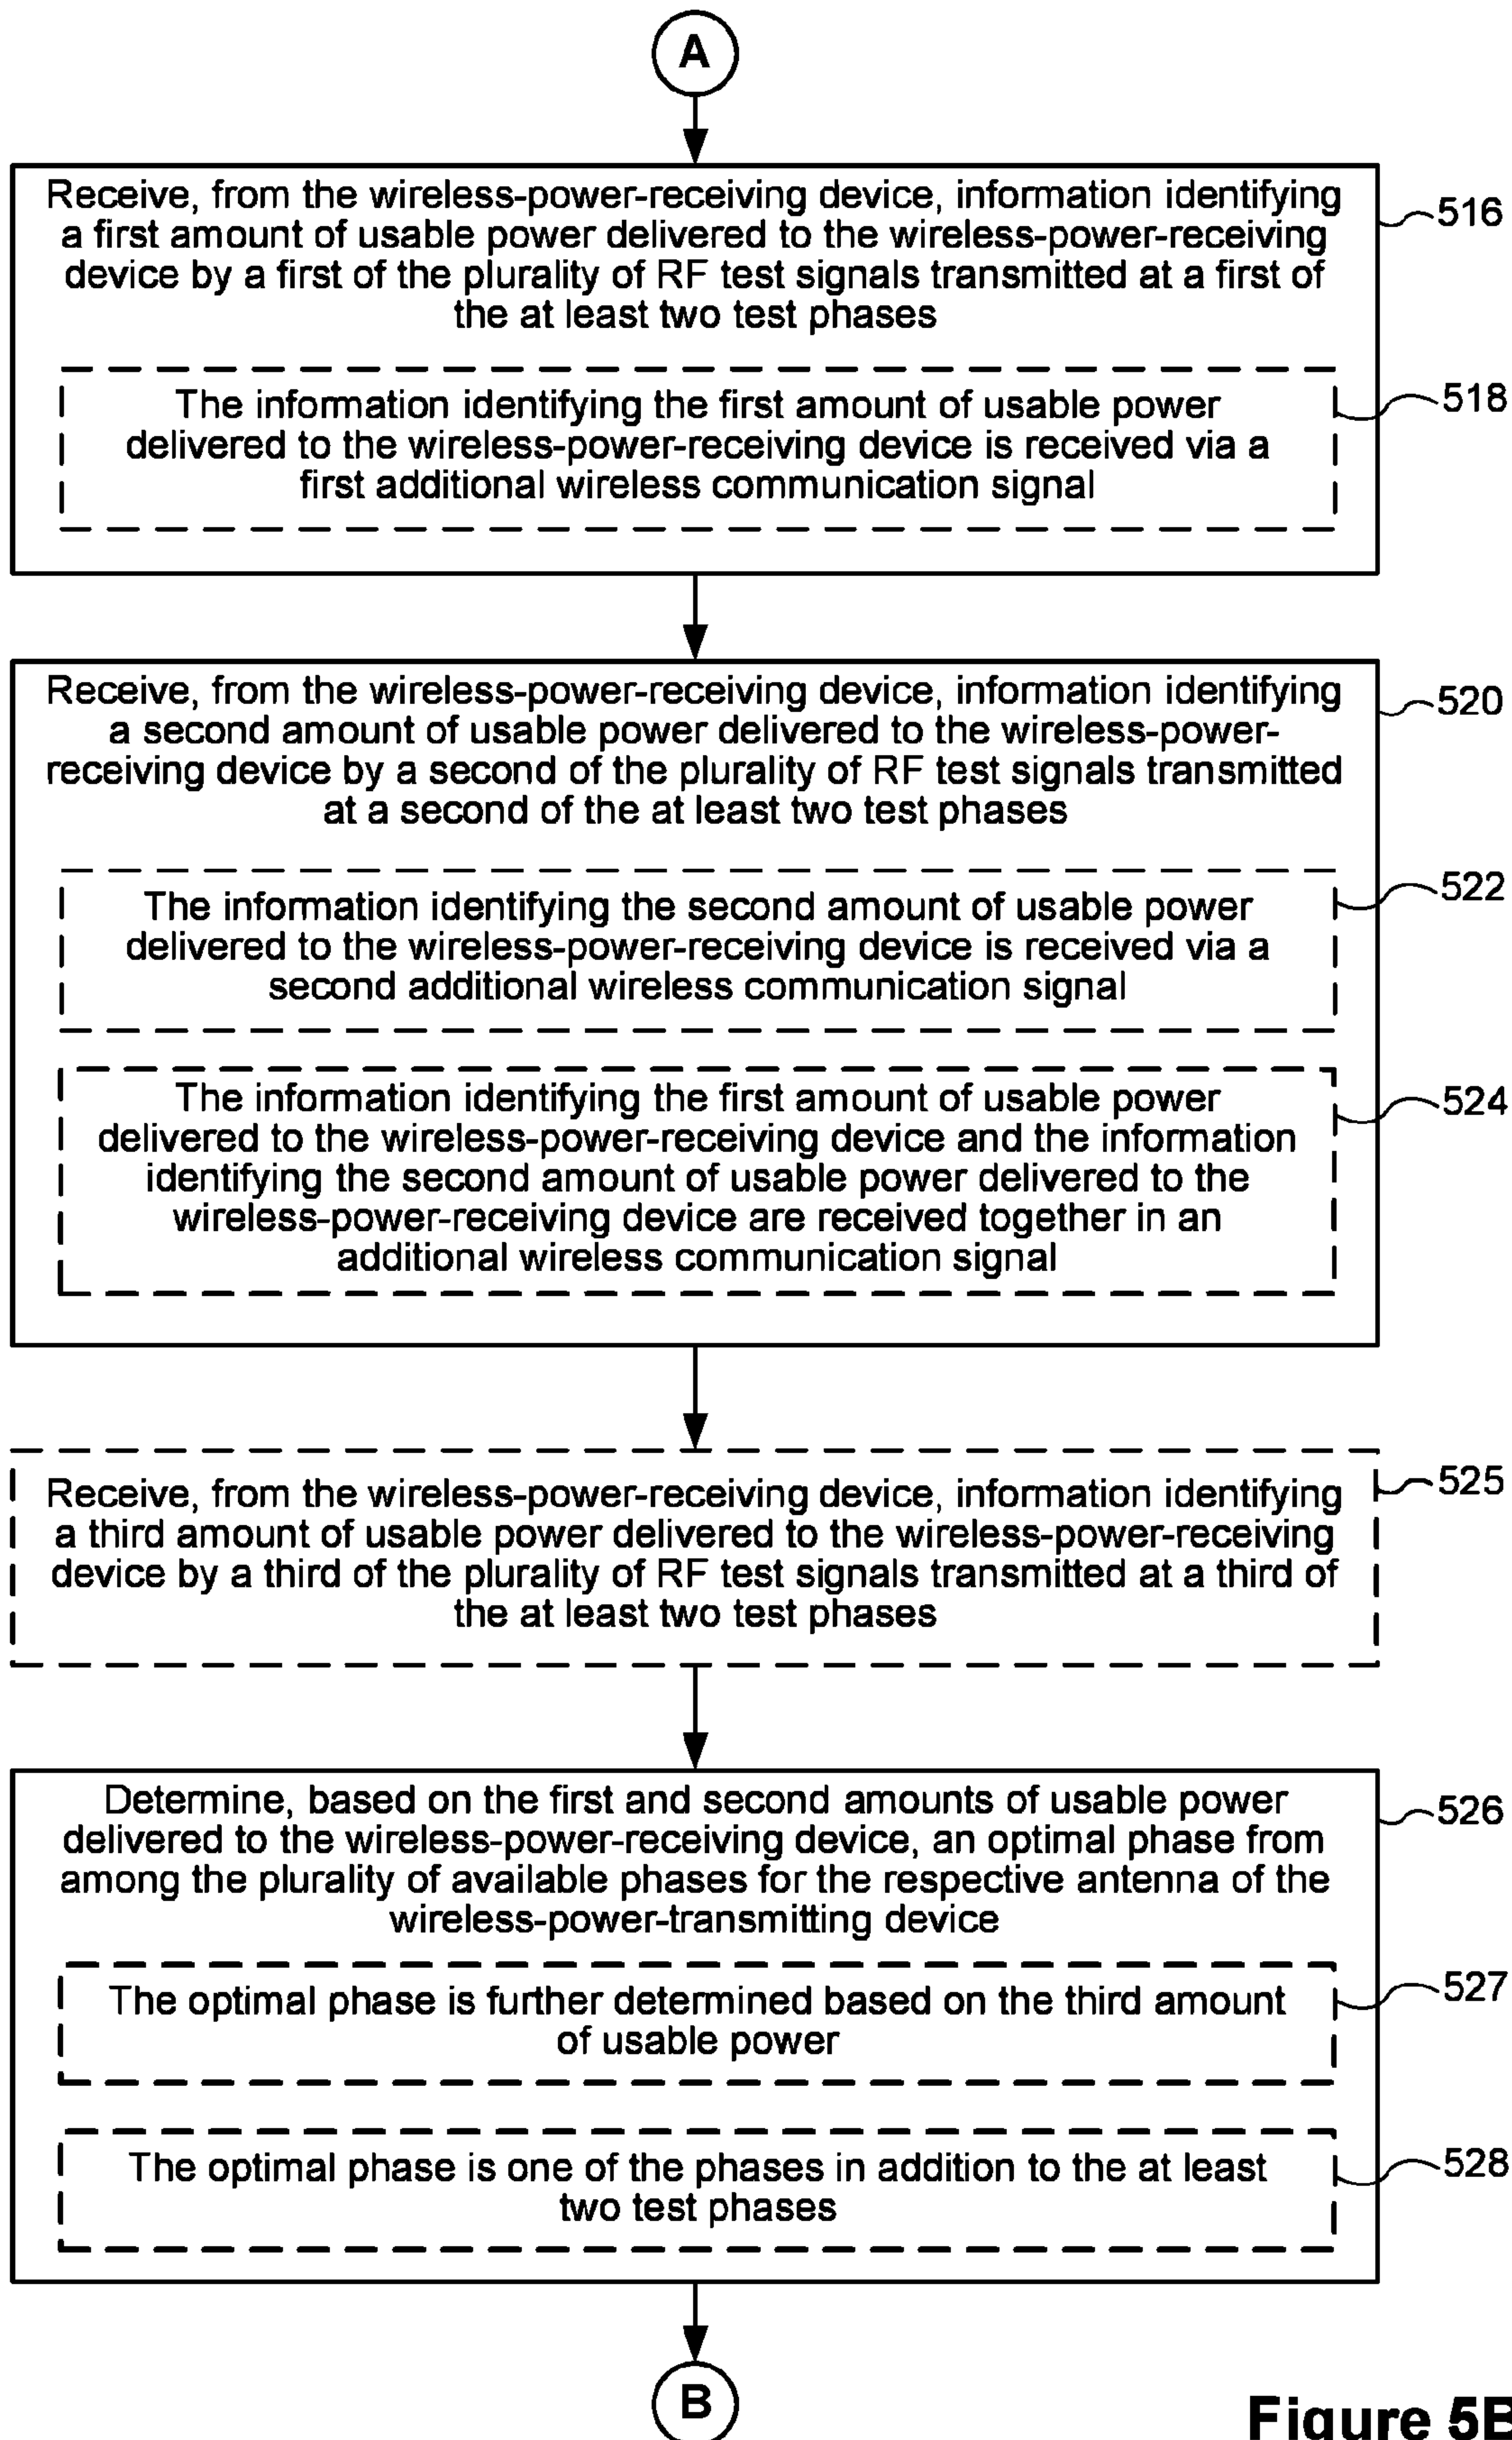 A
Receive, from the wireless-power-receiving device, information identifying
a first amount of usable power delivered to the wireless-power-receiving
device by a first of the plurality of RF test signals transmitted at a first of
the at least two test phases
516
The information identifying the first amount of usable power
delivered to the wireless-power-receiving device is received via a
first additional wireless communication signal
518
Receive, from the wireless-power-receiving device, information identifying
a second amount of usable power delivered to the wireless-power-
receiving device by a second of the plurality of RF test signals transmitted
at a second of the at least two test phases
520
The information identifying the second amount of usable power
delivered to the wireless-power-receiving device is received via a
second additional wireless communication signal
522
The information identifying the first amount of usable power
delivered to the wireless-power-receiving device and the information
identifying the second amount of usable power delivered to the
wireless-power-receiving device are received together in an
additional wireless communication signal
524
Receive, from the wireless-power-receiving device, information identifying
a third amount of usable power delivered to the wireless-power-receiving
device by a third of the plurality of RF test signals transmitted at a third of
the at least two test phases
525
Determine, based on the first and second amounts of usable power
delivered to the wireless-power-receiving device, an optimal phase from
among the plurality of available phases for the respective antenna of the
wireless-power-transmitting device
526
The optimal phase is further determined based on the third amount
of usable power
527
The optimal phase is one of the phases in addition to the at least
two test phases
528
B
Figure 5B